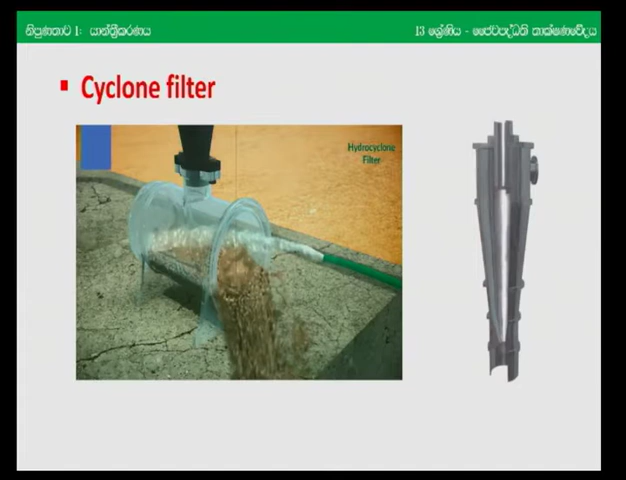 නිපුණතාව 1: යාන්ත්‍රීකරණය
13 ශ්‍රේණිය - ජෛවපද්ධති තාක්ෂණවේදය
▪ Cyclone filter
Hydrocyclone
Filter